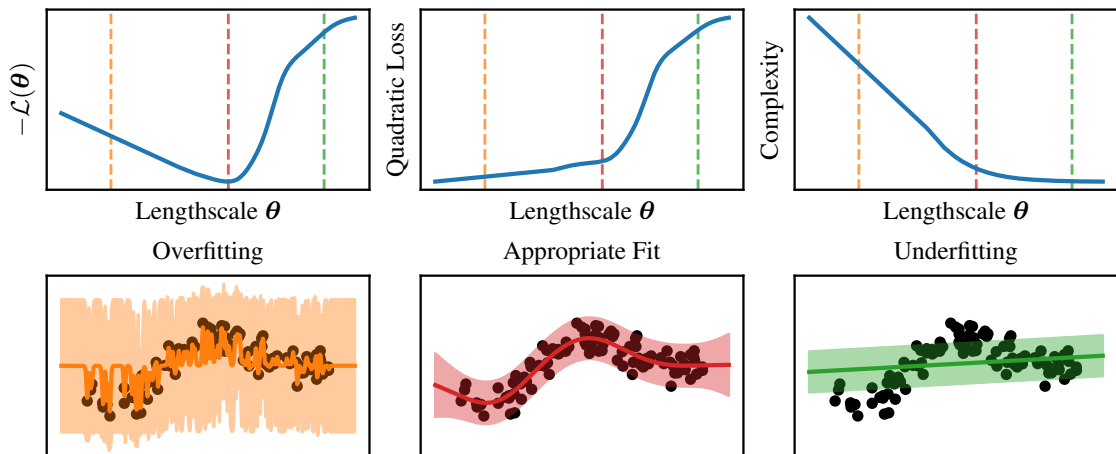 −ℒ(θ)
Lengthscale θ
Quadratic Loss
Lengthscale θ
Complexity
Lengthscale θ
Overfitting
Appropriate Fit
Underfitting